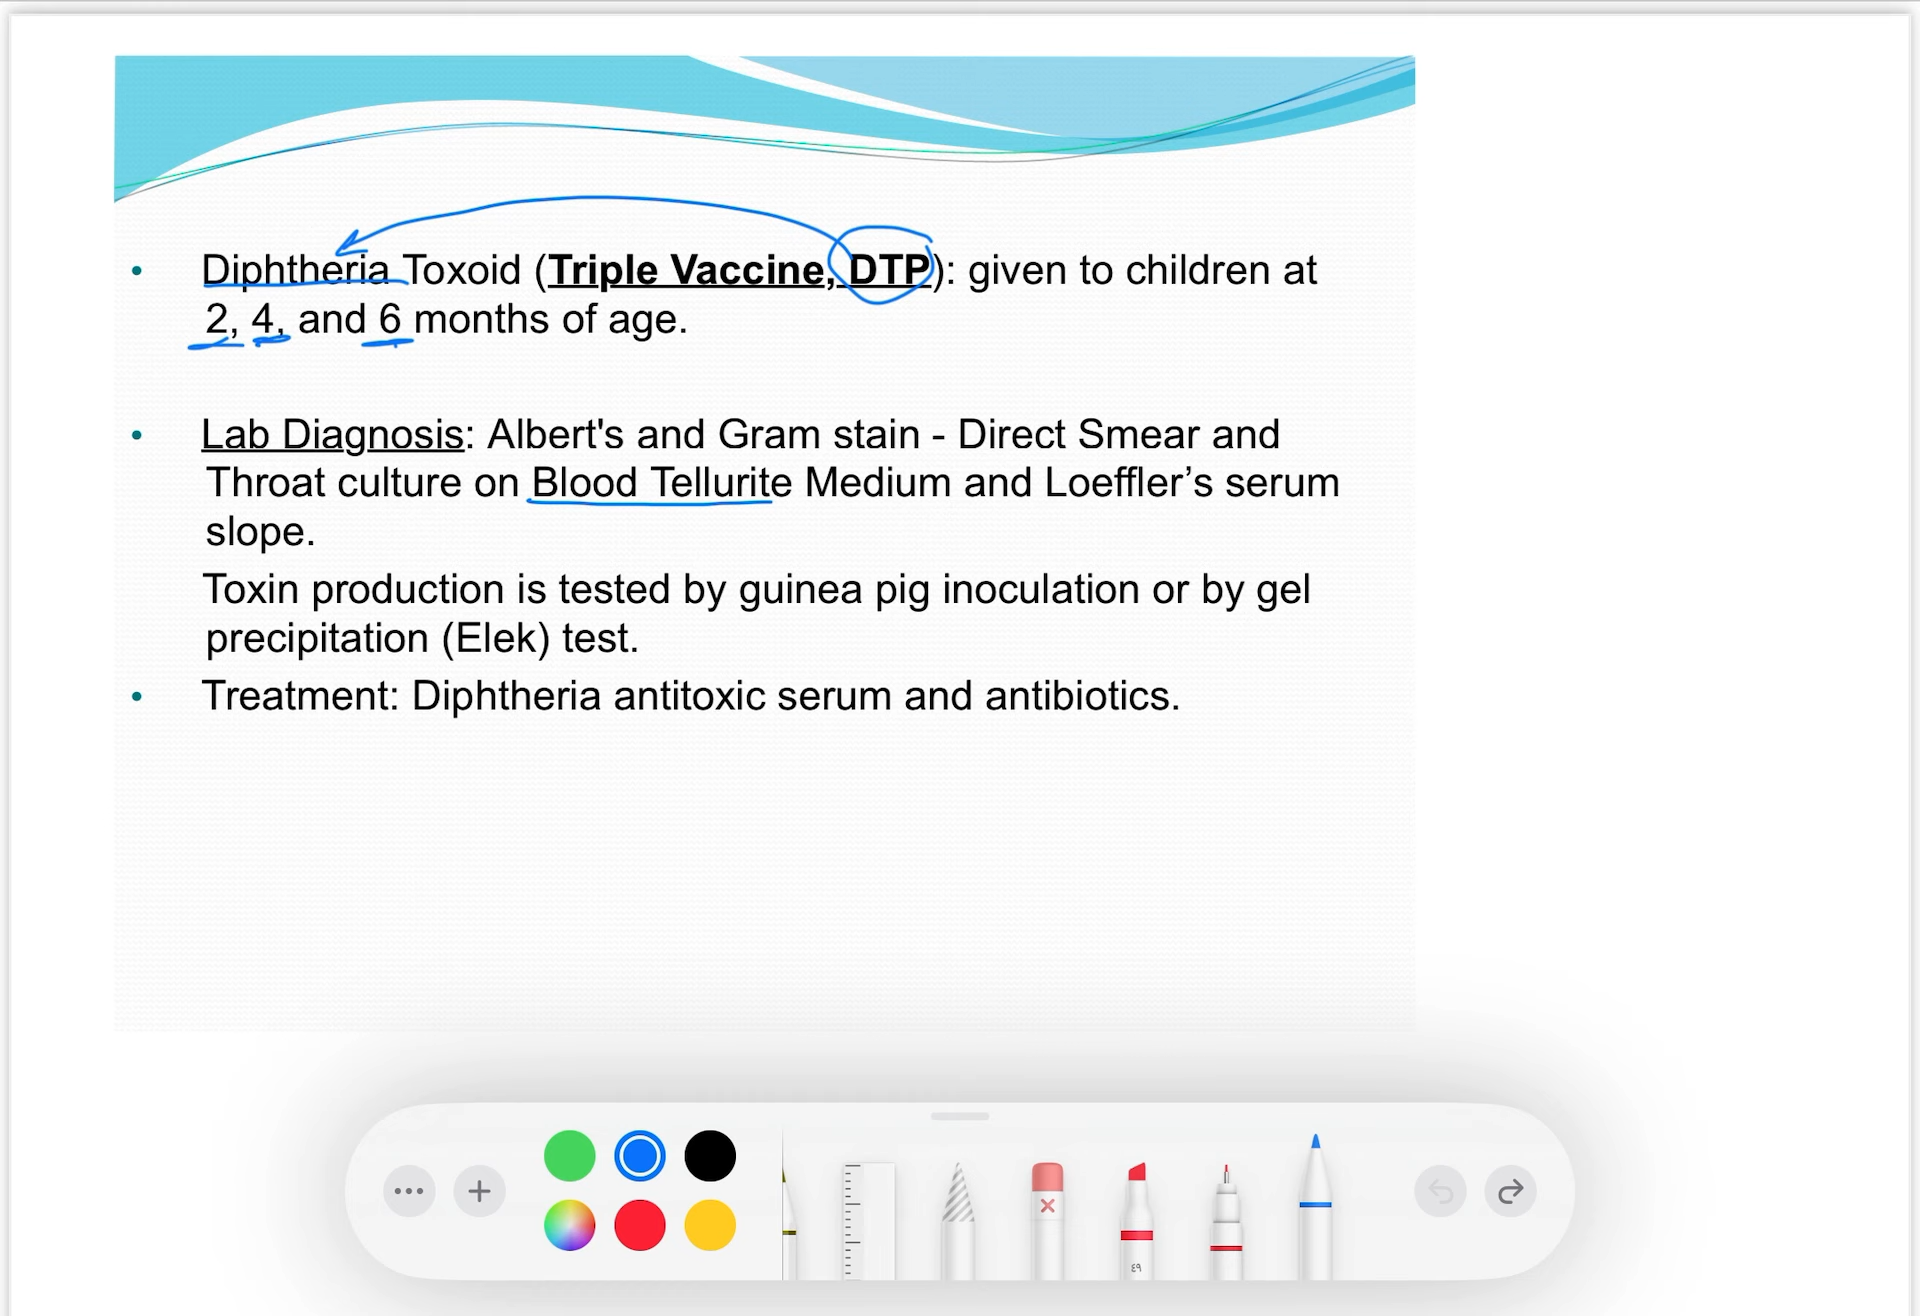 • Diphtheria Toxoid (Triple Vaccine, DTP): given to children at
2, 4, and 6 months of age.
• Lab Diagnosis: Albert's and Gram stain - Direct Smear and
Throat culture on Blood Tellurite Medium and Loeffler’s serum
slope.
Toxin production is tested by guinea pig inoculation or by gel
precipitation (Elek) test.
• Treatment: Diphtheria antitoxic serum and antibiotics.
٤٩